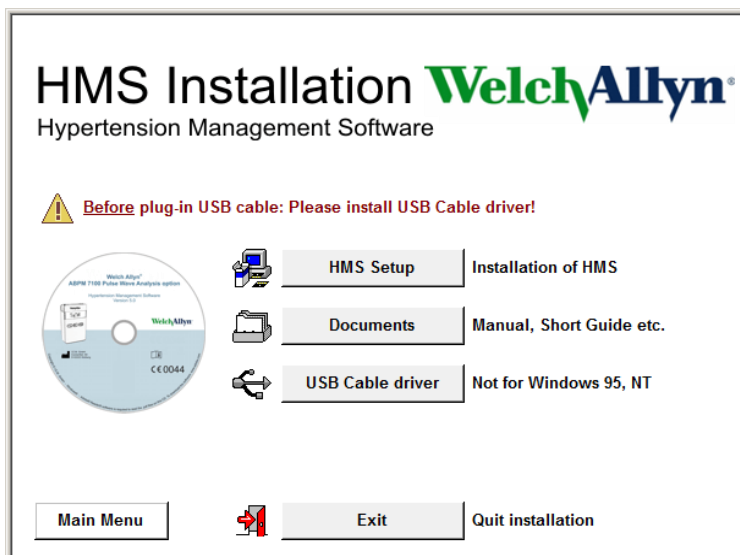 HMS Installation WelchAllyn®
Hypertension Management Software
Before plug-in USB cable: Please install USB Cable driver!
HMS Setup Installation of HMS
Welch Allyn®
ABPM 7100 Pulse Wave Analysis option
Hypertension Management Software
WelchAllyn
Documents Manual, Short Guide etc.
CE0044
USB Cable driver Not for Windows 95, NT
Main Menu Exit Quit installation